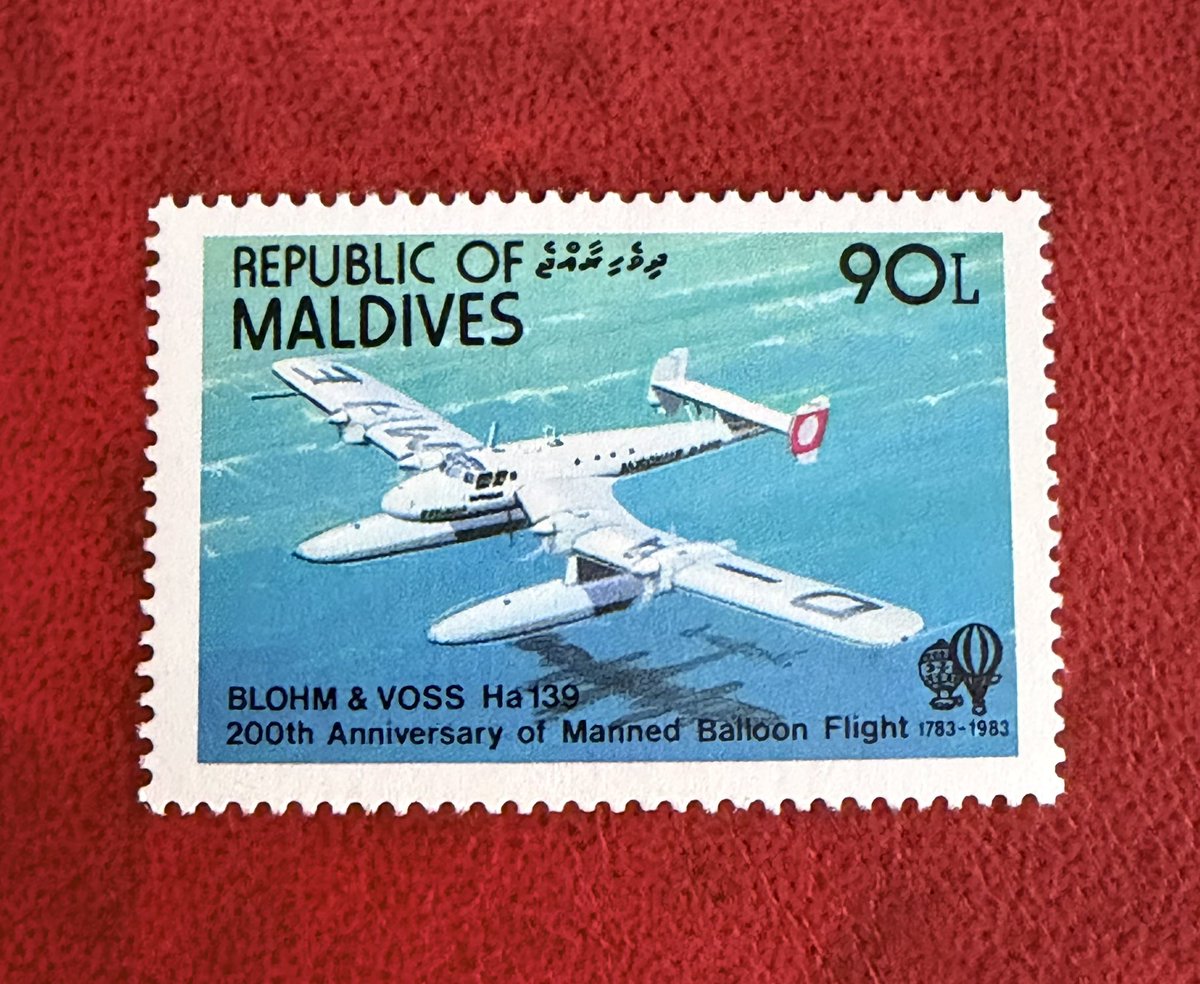 REPUBLIC OF ދިވެހިރާއްޖެ
MALDIVES
90L
BLOHM & VOSS Ha 139
200th Anniversary of Manned Balloon Flight 1783-1983